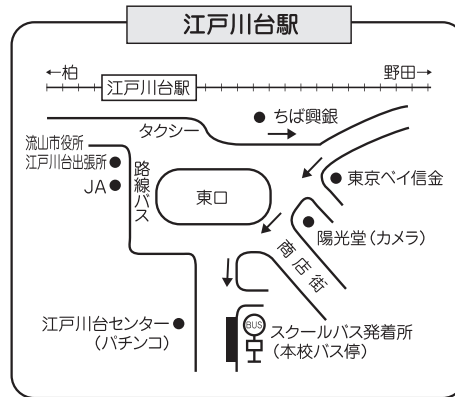 江戸川台駅
←柏
野田→
江戸川台駅
ちば興銀
タクシー
流山市役所
江戸川台出張所
JA
路線バス
東口
東京ベイ信金
陽光堂(カメラ)
商店街
江戸川台センター
(パチンコ)
BUS
スクールバス発着所
(本校バス停)